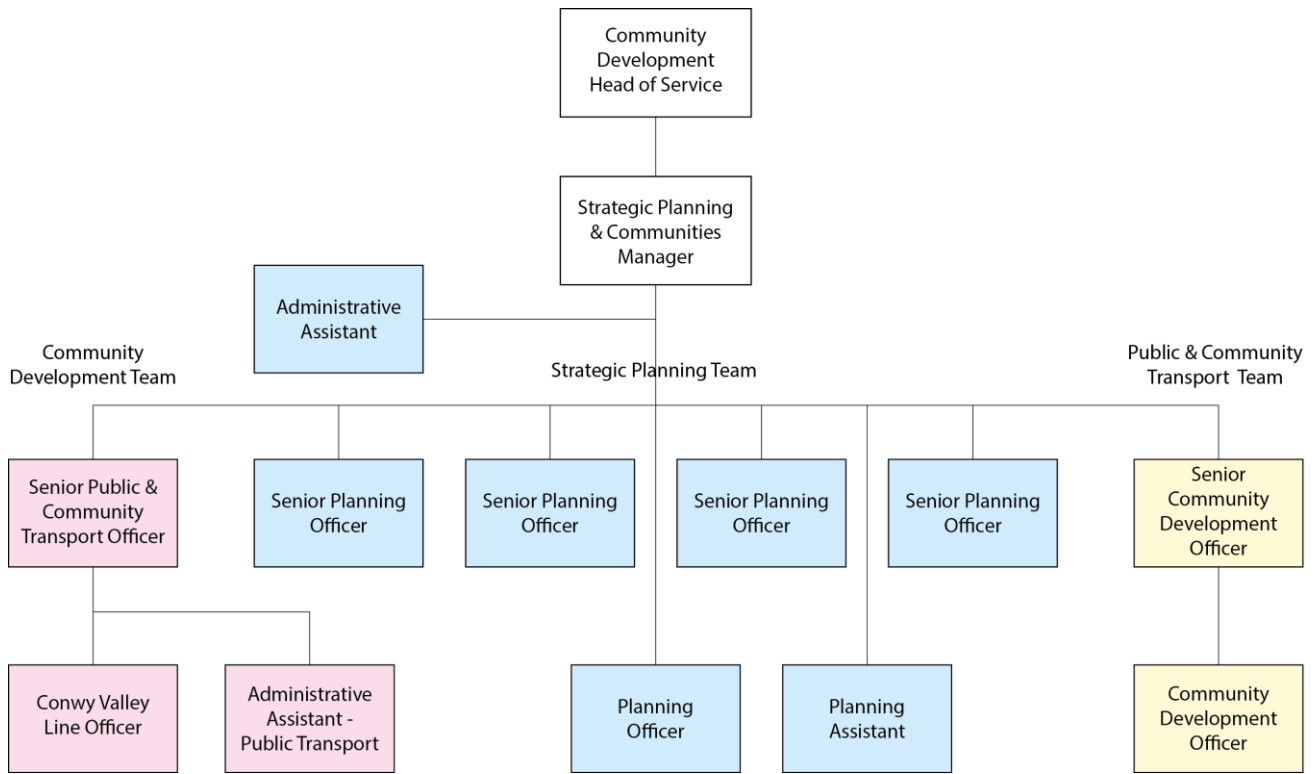 Community
Development
Head of Service
Strategic Planning
& Communities
Manager
Administrative
Assistant
Community
Development Team
Strategic Planning Team
Public & Community
Transport Team
Senior Public &
Community
Transport Officer
Senior Planning
Officer
Senior Planning
Officer
Senior Planning
Officer
Senior Planning
Officer
Senior
Community
Development
Officer
Conwy Valley
Line Officer
Administrative
Assistant -
Public Transport
Planning
Officer
Planning
Assistant
Community
Development
Officer